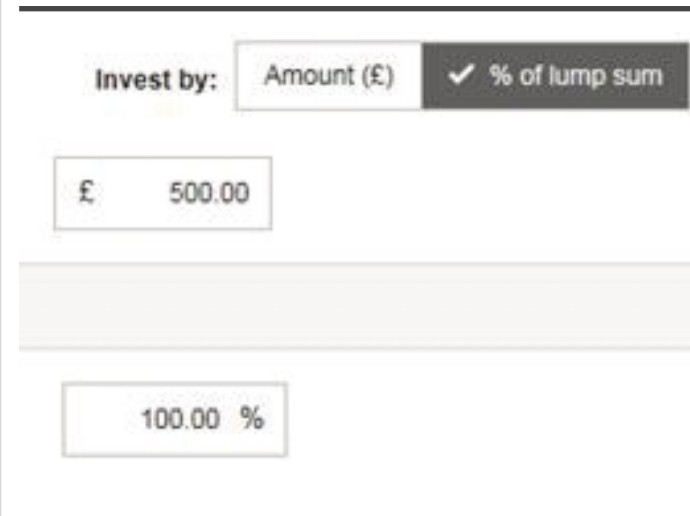 Invest by: Amount (£) ✓ % of lump sum
£ 500.00
100.00 %